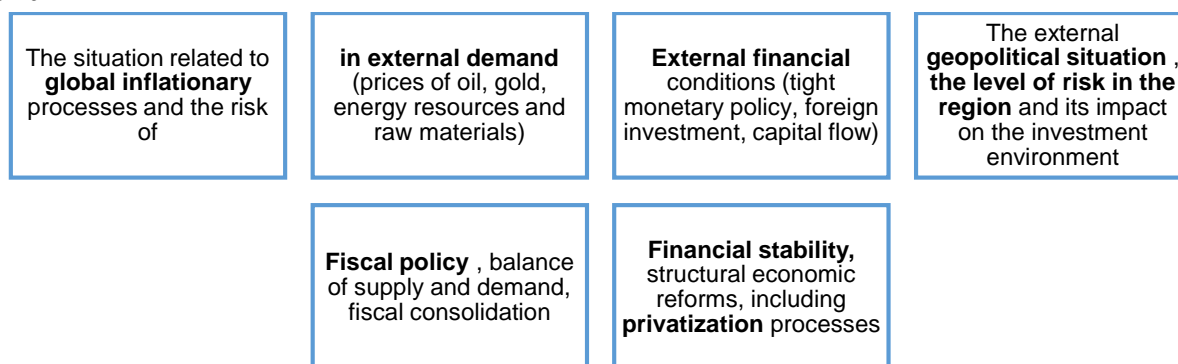 The situation related to
global inflationary
processes and the risk
of
in external demand
(prices of oil, gold,
energy resources and
raw materials)
External financial
conditions (tight
monetary policy, foreign
investment, capital flow)
The external
geopolitical situation ,
the level of risk in the
region and its impact
on the investment
environment
Fiscal policy , balance
of supply and demand,
fiscal consolidation
Financial stability,
structural economic
reforms, including
privatization processes